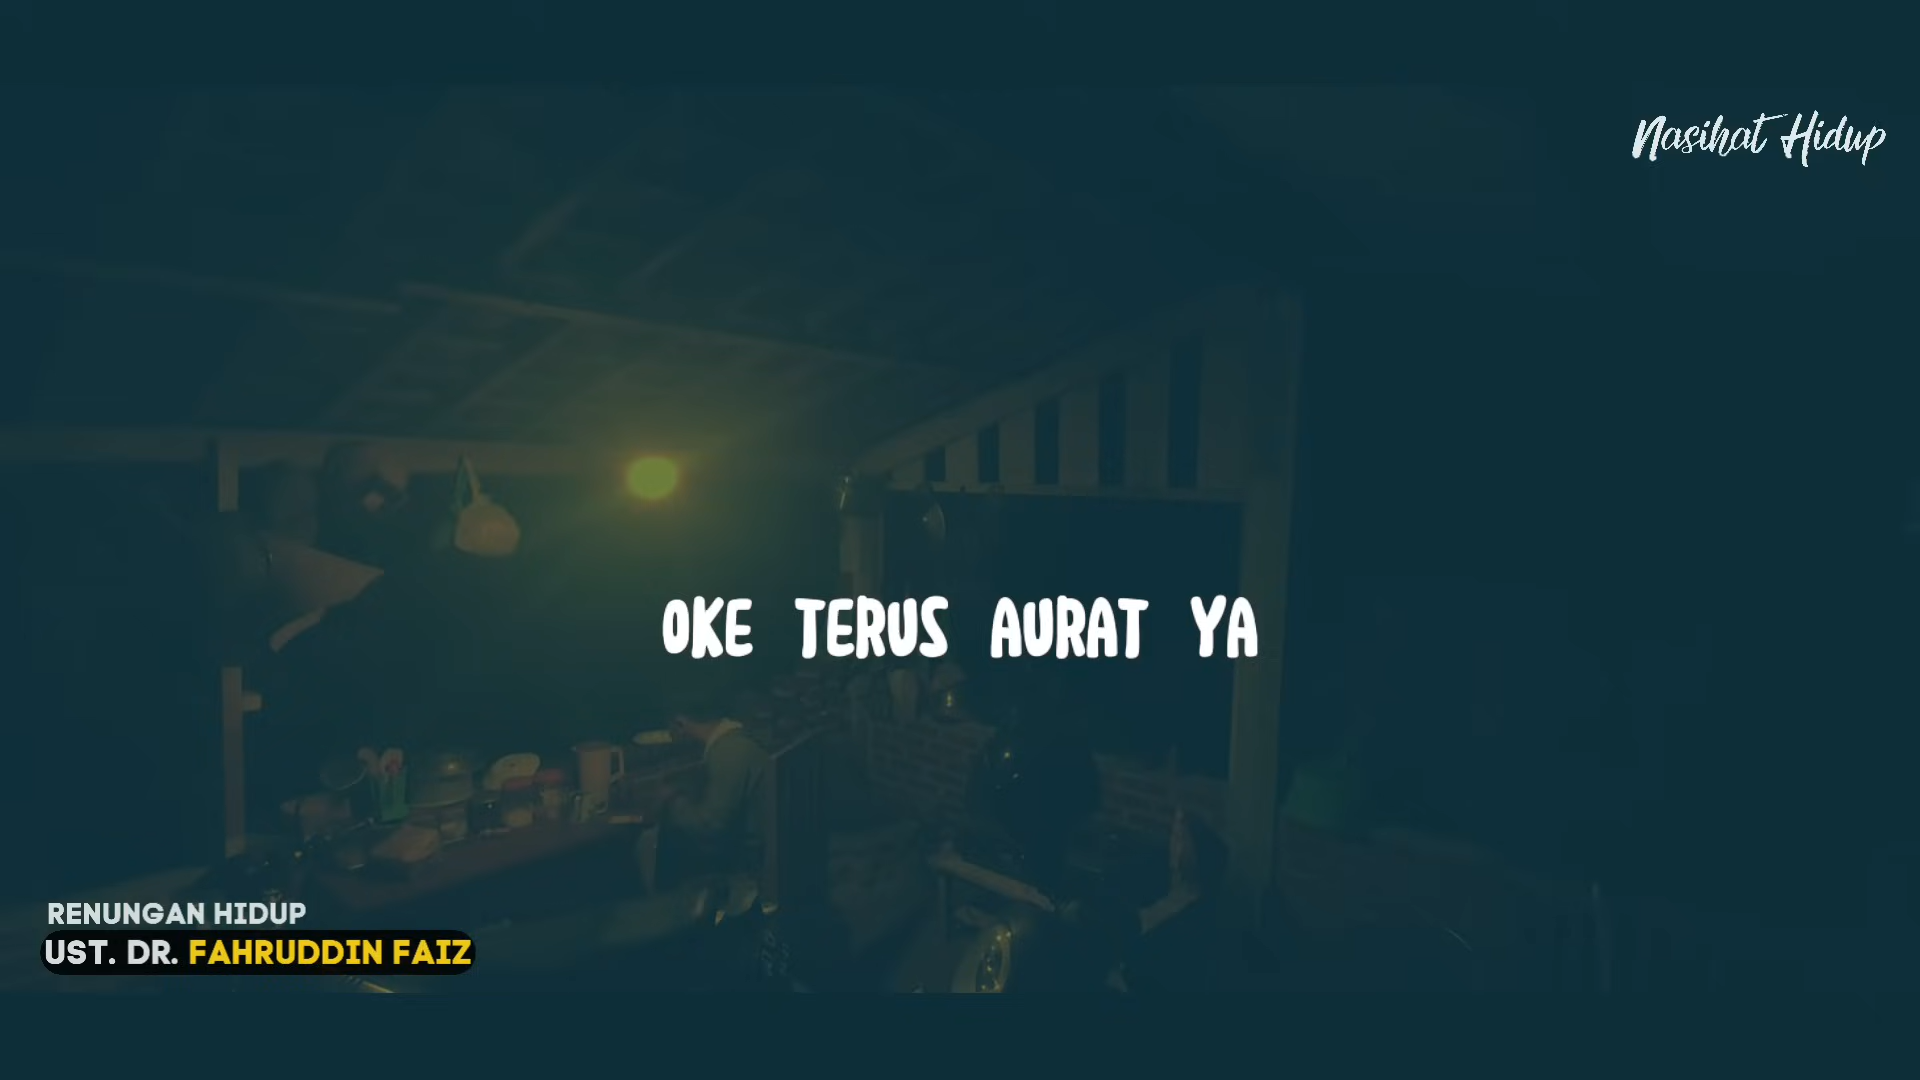 Nasihat Hidup
OKE TERUS AURAT YA
RENUNGAN HIDUP
UST. DR. FAHRUDDIN FAIZ